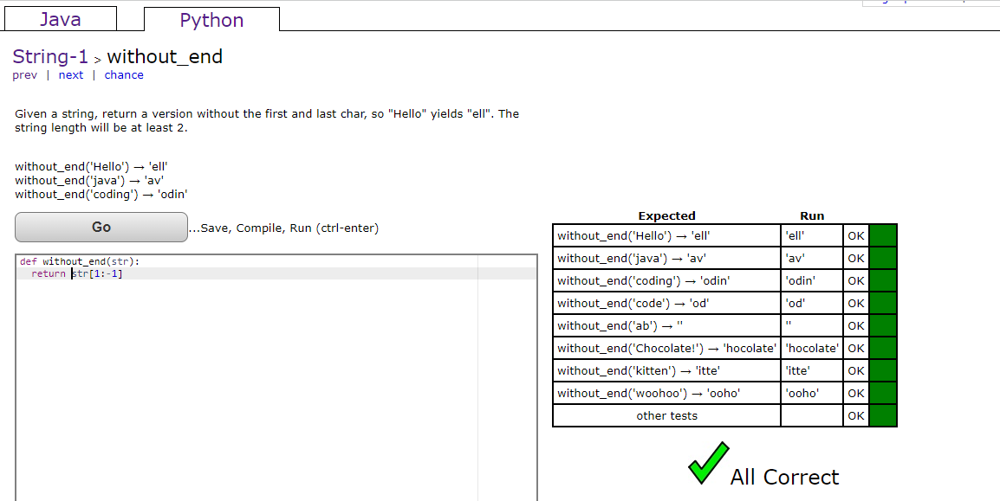 Java
Python
String-1 > without_end
prev | next | chance
Given a string, return a version without the first and last char, so "Hello" yields "ell". The
string length will be at least 2.
without_end('Hello') → 'ell'
without_end('java') → 'av'
without_end('coding') → 'odin'
Go
...Save, Compile, Run (ctrl-enter)
def without_end(str):
  return str[1:-1]
Expected Run
without_end('Hello') → 'ell' 'ell' OK
without_end('java') → 'av' 'av' OK
without_end('coding') → 'odin' 'odin' OK
without_end('code') → 'od' 'od' OK
without_end('ab') → '' '' OK
without_end('Chocolate!') → 'hocolate' 'hocolate' OK
without_end('kitten') → 'itte' 'itte' OK
without_end('woohoo') → 'ooho' 'ooho' OK
other tests OK
All Correct